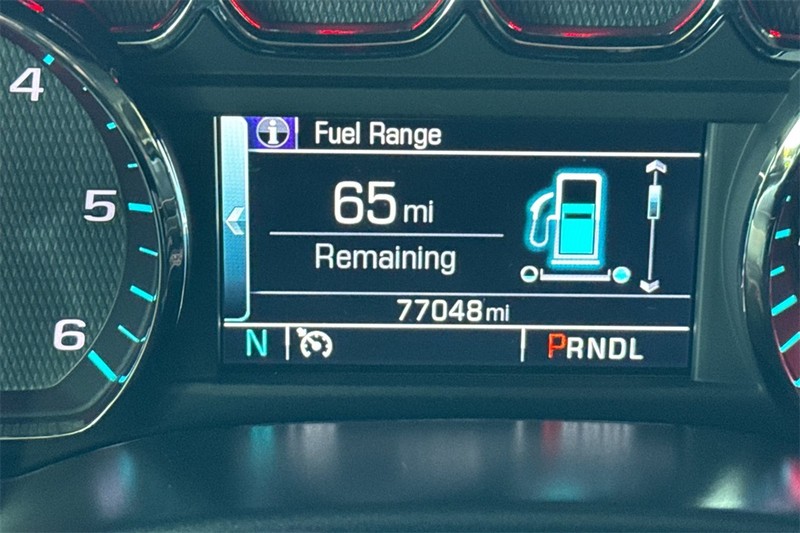 4
5
6
i Fuel Range
65 mi
Remaining
77048 mi
N
PRNDL